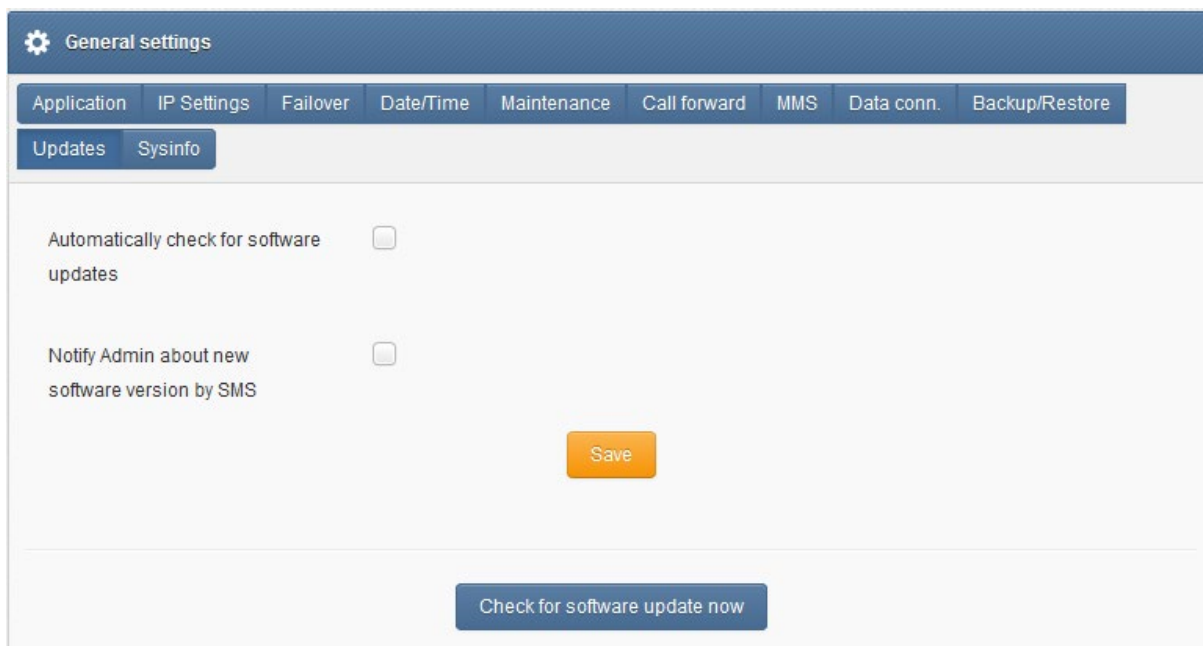 General settings
Application IP Settings Failover Date/Time Maintenance Call forward MMS Data conn. Backup/Restore
Updates Sysinfo
Automatically check for software
updates
Notify Admin about new
software version by SMS
Save
Check for software update now